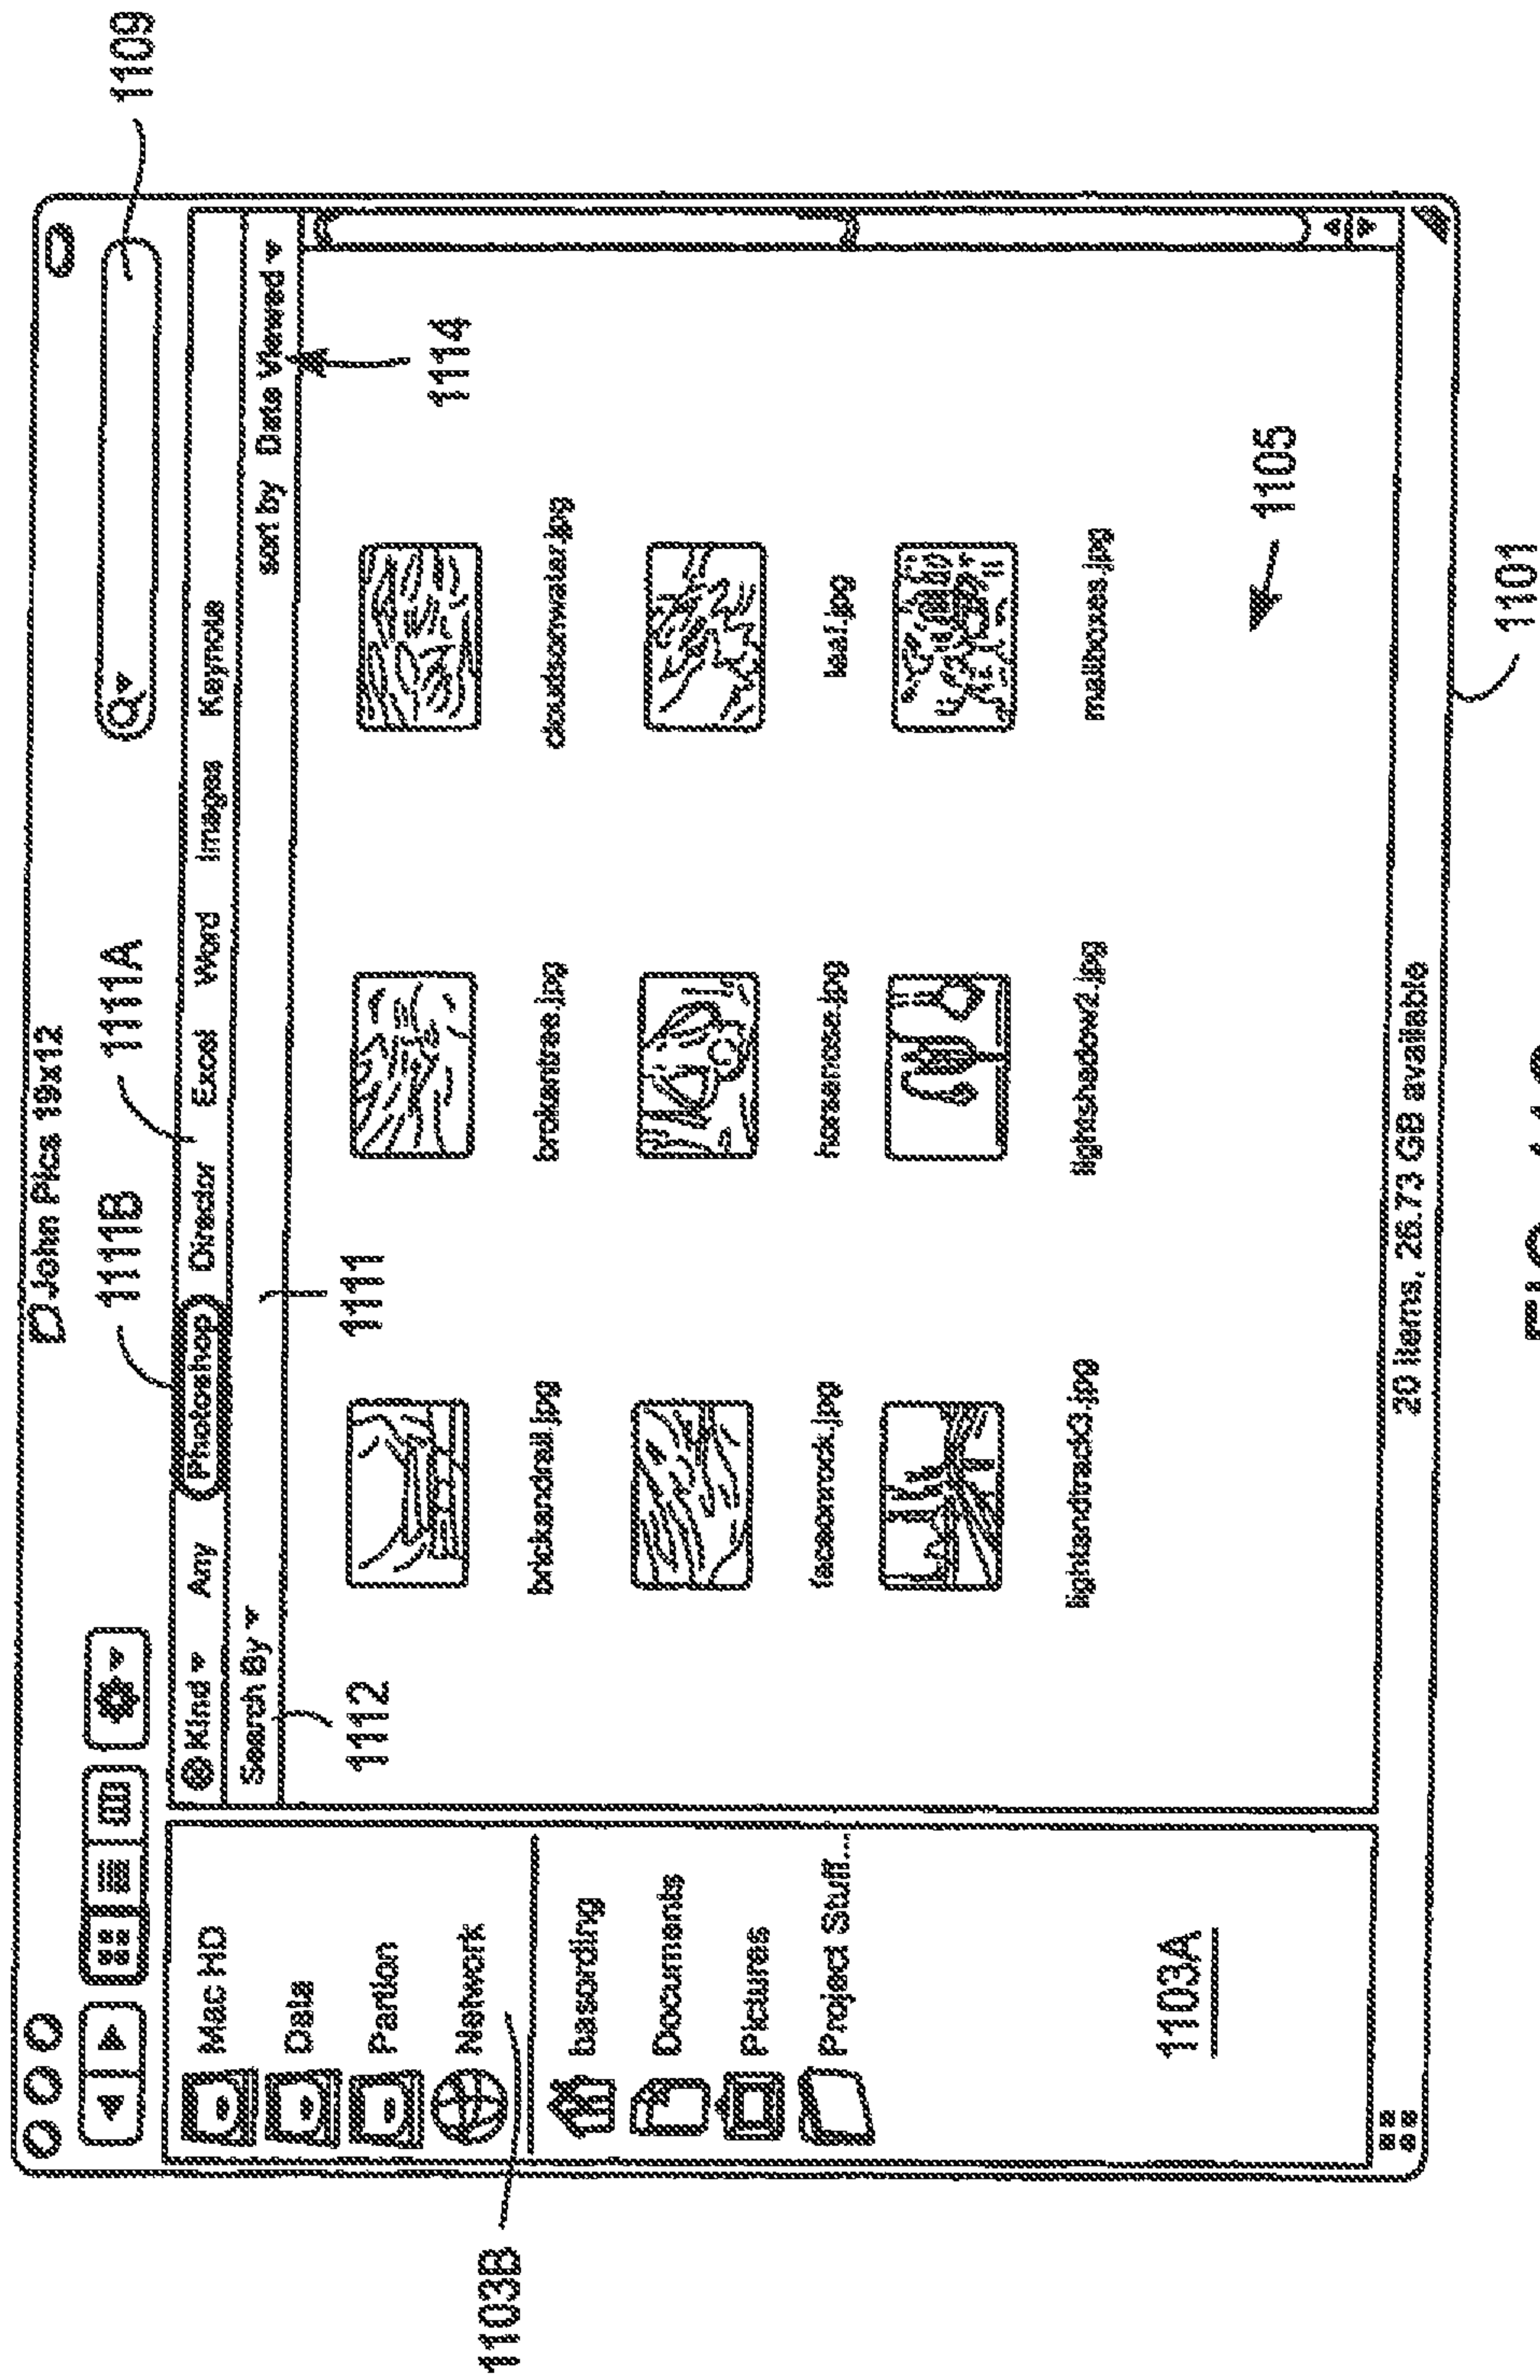 John Pics 19x12
1109
1111B
1111A
Kind Any Photoshop Director Excel Word Images Keynote
Search By
sort by Date Viewed
1112
1111
1114
Mac HD
Data
Partion
Network
1103B
basording
Documents
Pictures
Project Stuff...
1103A
brickandrail.jpg
brokentree.jpg
cloudsonwater.jpg
faceonrock.jpg
horsenose.jpg
leaf.jpg
lightandtrack3.jpg
lightshadow2.jpg
mailboxes.jpg
1105
20 items, 26.73 GB available
1101